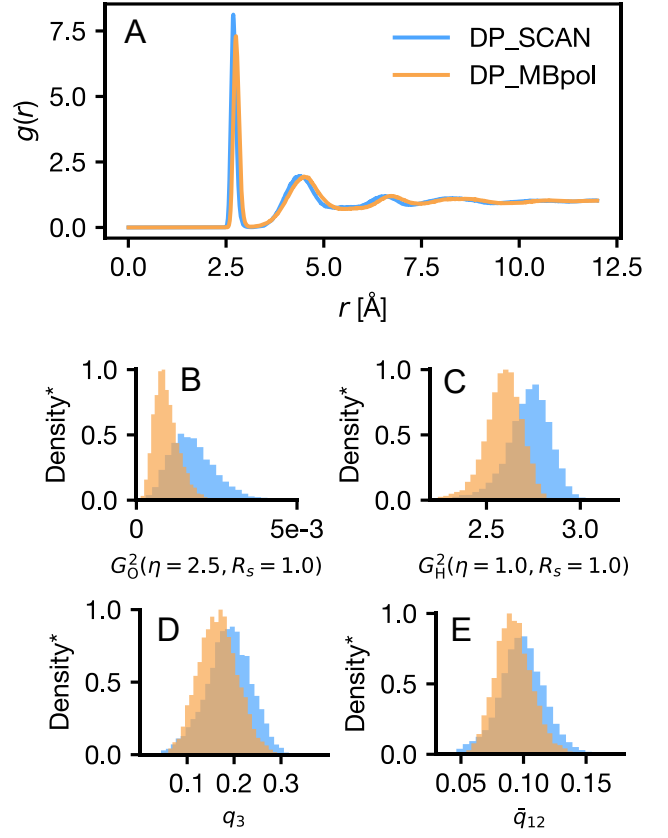 A
DP_SCAN
DP_MBpol
g(r)
7.5
5.0
2.5
0.0
0.0 2.5 5.0 7.5 10.0 12.5
r [Å]
B
Density*
1.0
0.5
0.0
0 5e-3
G²_O(η = 2.5, R_s = 1.0)
C
Density*
1.0
0.5
0.0
2.5 3.0
G²_H(η = 1.0, R_s = 1.0)
D
Density*
1.0
0.5
0.0
0.1 0.2 0.3
q₃
E
Density*
1.0
0.5
0.0
0.05 0.10 0.15
q̄₁₂